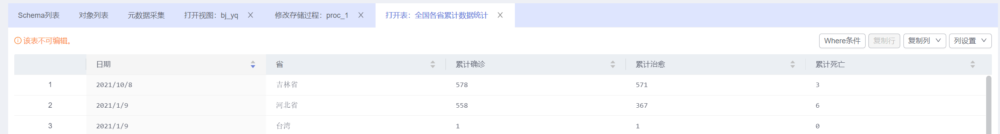 Schema列表 对象列表 元数据采集 打开视图：bj_yq 修改存储过程：proc_1 打开表：全国各省累计数据统计
该表不可编辑。 Where条件 复制行 复制列 列设置
日期 省 累计确诊 累计治愈 累计死亡
1 2021/10/8 吉林省 578 571 3
2 2021/1/9 河北省 558 367 6
3 2021/1/9 台湾 1 1 0